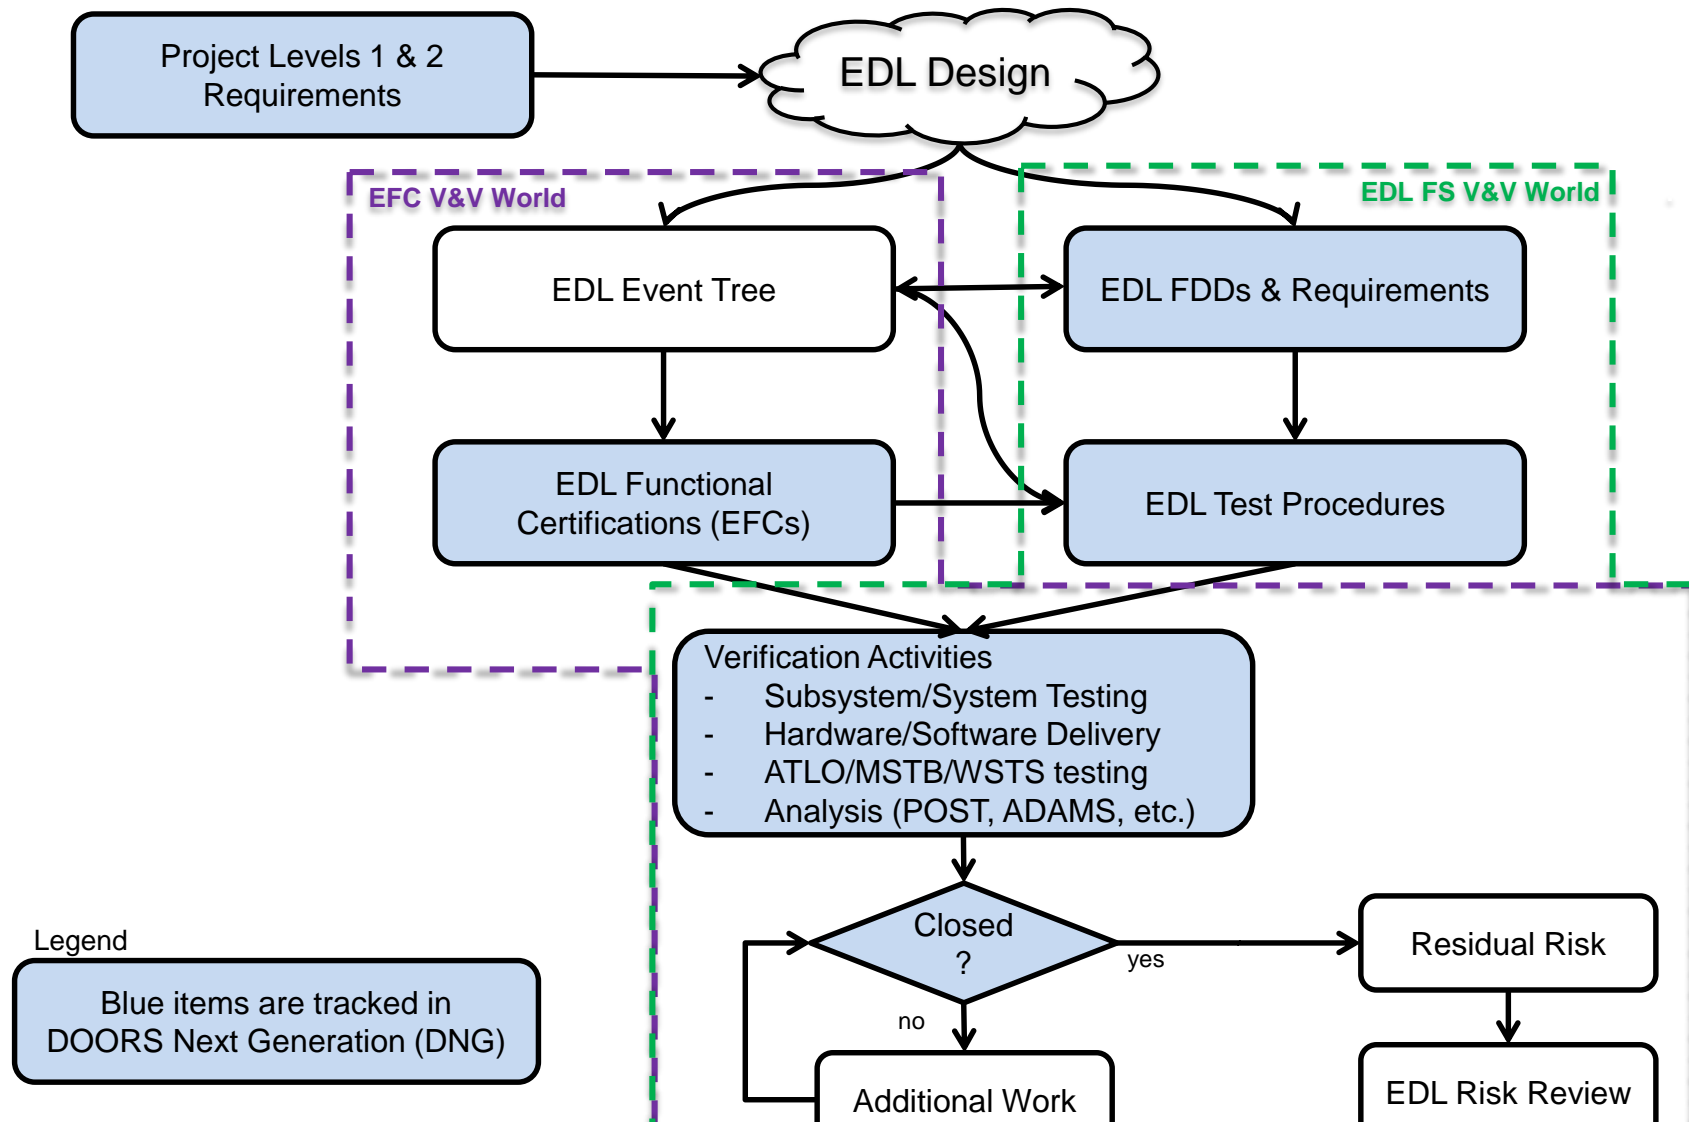 Project Levels 1 & 2
Requirements
EDL Design
EFC V&V World
EDL FS V&V World
EDL Event Tree
EDL FDDs & Requirements
EDL Functional
Certifications (EFCs)
EDL Test Procedures
Verification Activities
- Subsystem/System Testing
- Hardware/Software Delivery
- ATLO/MSTB/WSTS testing
- Analysis (POST, ADAMS, etc.)
Closed
?
yes
Residual Risk
no
Additional Work
EDL Risk Review
Legend
Blue items are tracked in
DOORS Next Generation (DNG)